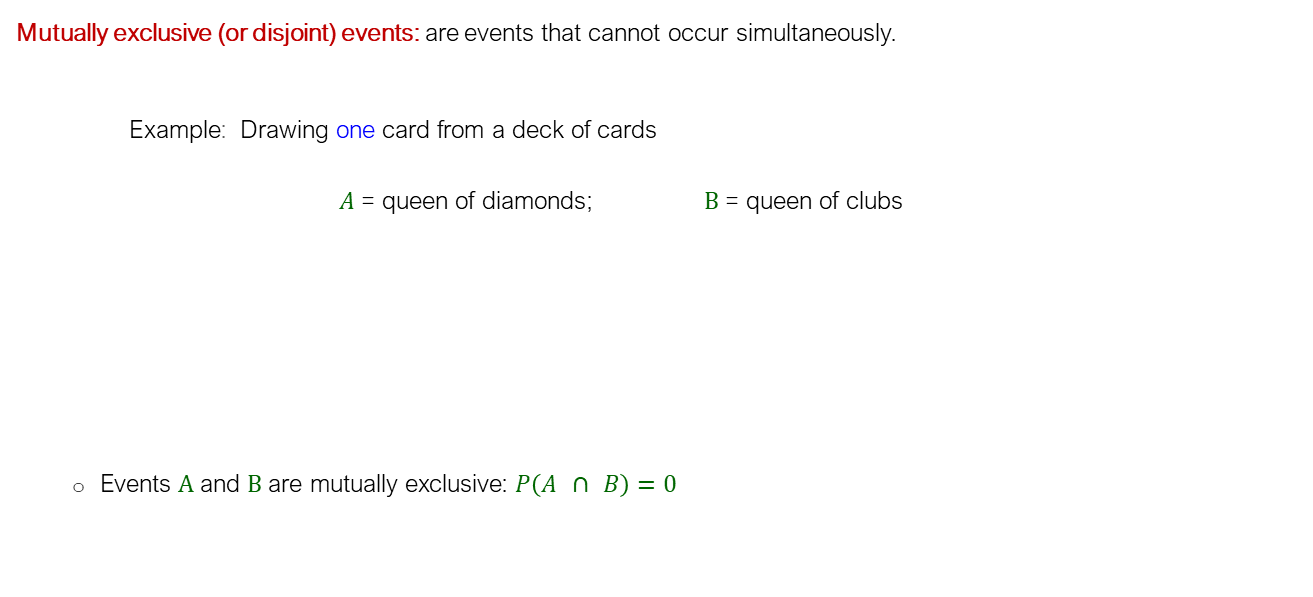 Mutually exclusive (or disjoint) events: are events that cannot occur simultaneously.
Example: Drawing one card from a deck of cards
A = queen of diamonds; B = queen of clubs
○ Events A and B are mutually exclusive: P(A ∩ B) = 0